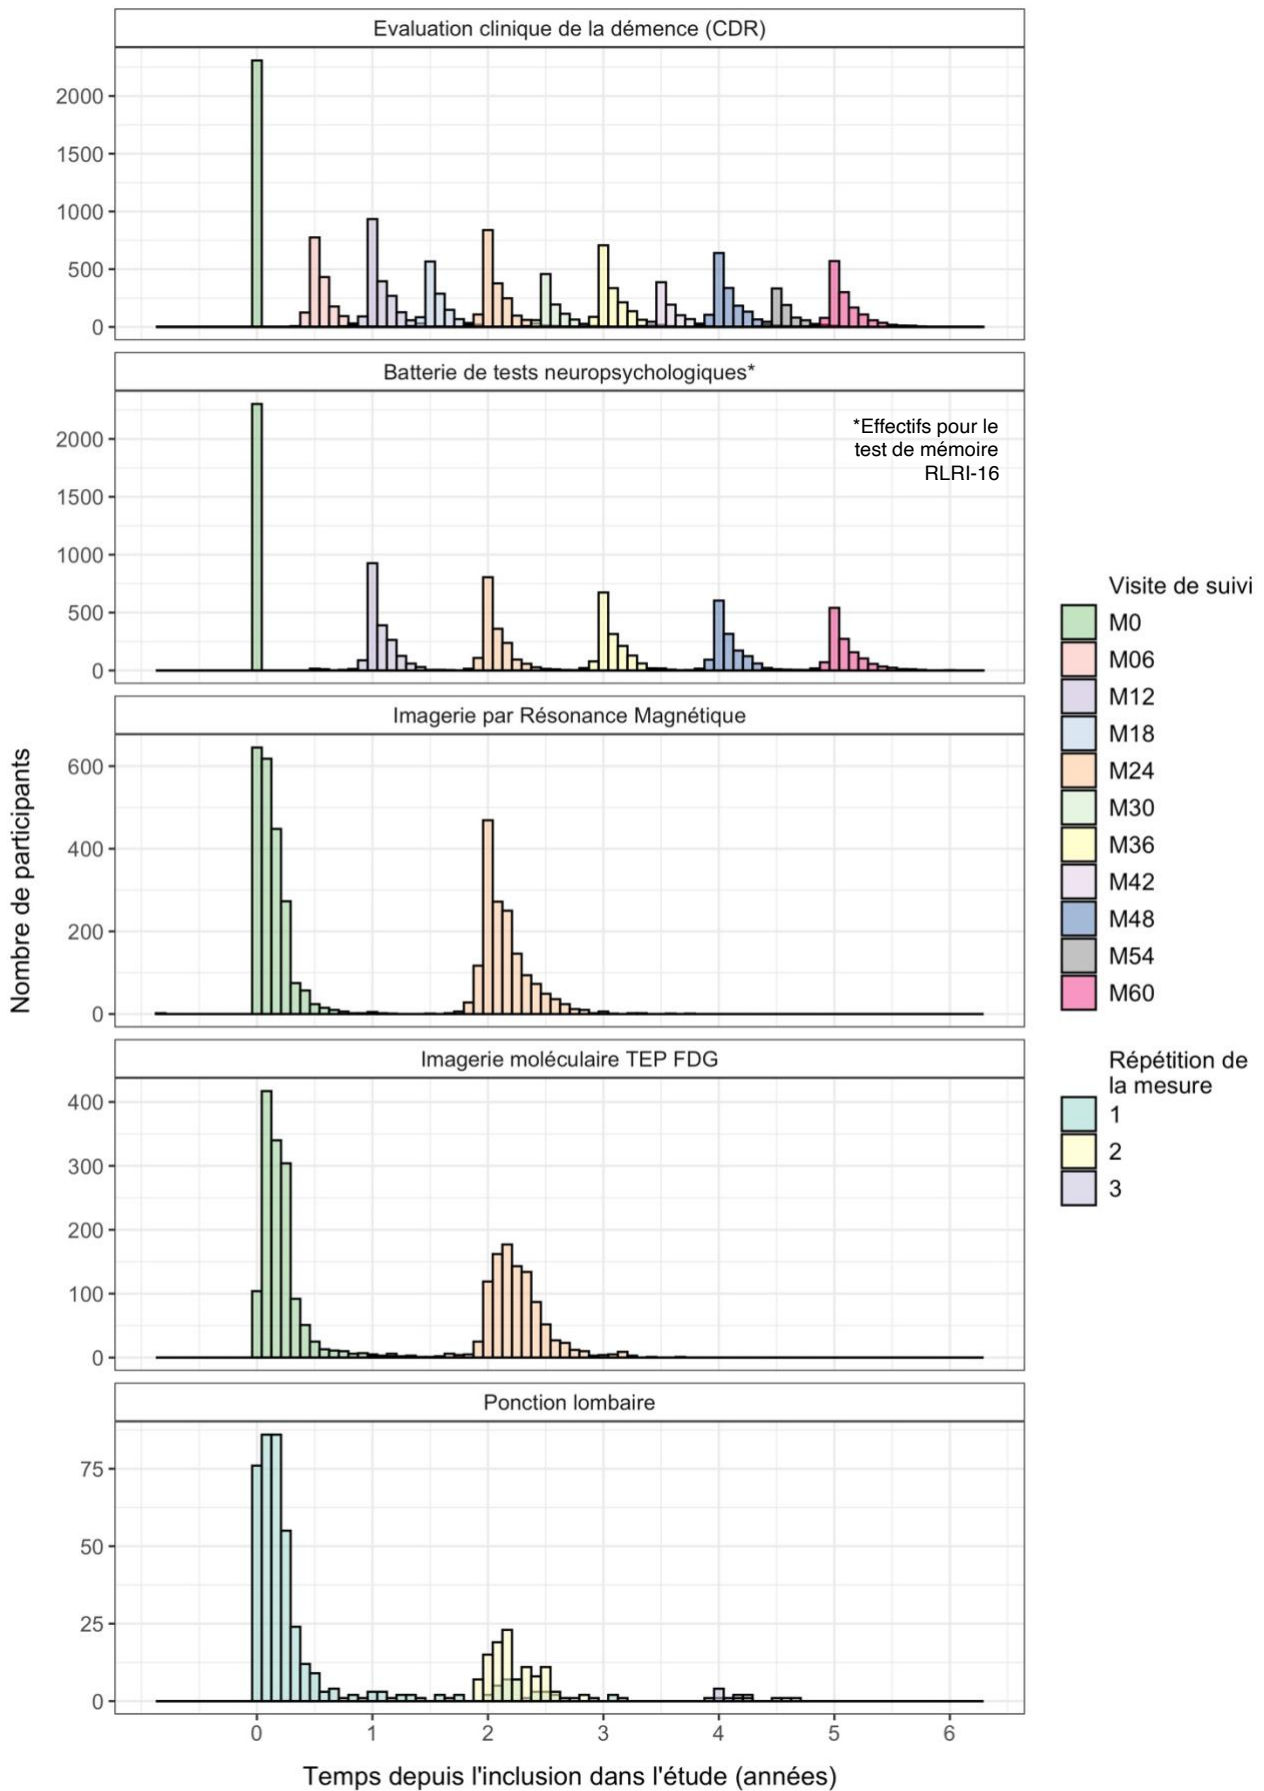 Evaluation clinique de la démence (CDR)
2000
1500
1000
500
0
Batterie de tests neuropsychologiques*
*Effectifs pour le
test de mémoire
RLRI-16
2000
1500
1000
500
0
Imagerie par Résonance Magnétique
600
400
200
0
Imagerie moléculaire TEP FDG
400
300
200
100
0
Ponction lombaire
75
50
25
0
0 1 2 3 4 5 6
Temps depuis l'inclusion dans l'étude (années)
Nombre de participants
Visite de suivi
M0
M06
M12
M18
M24
M30
M36
M42
M48
M54
M60
Répétition de
la mesure
1
2
3